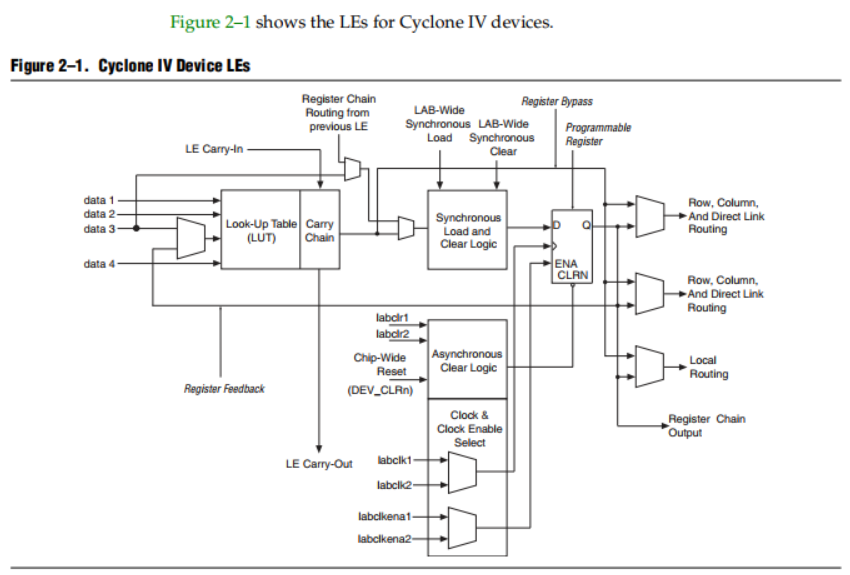 Figure 2–1 shows the LEs for Cyclone IV devices.
Figure 2–1. Cyclone IV Device LEs
Register Chain
Routing from
previous LE
LAB-Wide
Synchronous
Load
LAB-Wide
Synchronous
Clear
Register Bypass
Programmable
Register
LE Carry-In
data 1
data 2
data 3
data 4
Look-Up Table
(LUT)
Carry
Chain
Synchronous
Load and
Clear Logic
D
Q
ENA
CLRN
Row, Column,
And Direct Link
Routing
Row, Column,
And Direct Link
Routing
Local
Routing
Register Chain
Output
Register Feedback
LE Carry-Out
labclr1
labclr2
Chip-Wide
Reset
(DEV_CLRn)
Asynchronous
Clear Logic
Clock &
Clock Enable
Select
labclk1
labclk2
labclkena1
labclkena2